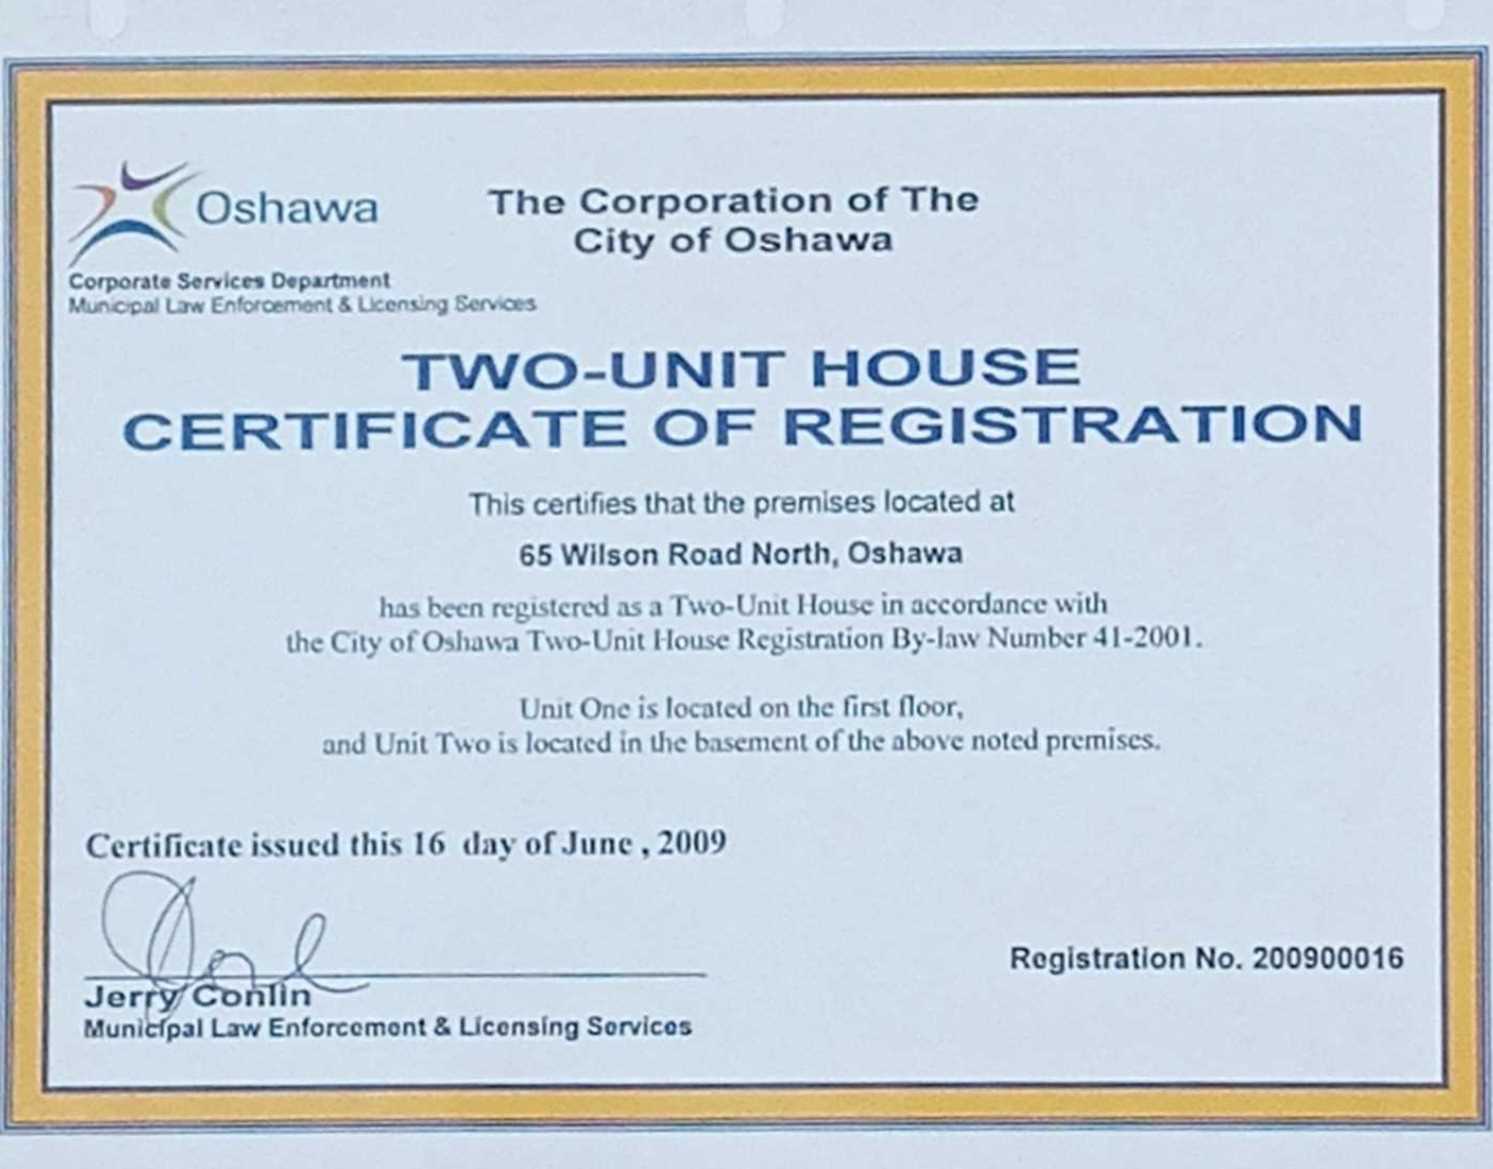 Oshawa
The Corporation of The
City of Oshawa
Corporate Services Department
Municipal Law Enforcement & Licensing Services
TWO-UNIT HOUSE
CERTIFICATE OF REGISTRATION
This certifies that the premises located at
65 Wilson Road North, Oshawa
has been registered as a Two-Unit House in accordance with
the City of Oshawa Two-Unit House Registration By-law Number 41-2001.
Unit One is located on the first floor,
and Unit Two is located in the basement of the above noted premises.
Certificate issued this 16 day of June , 2009
Registration No. 200900016
Jerry Conlin
Municipal Law Enforcement & Licensing Services